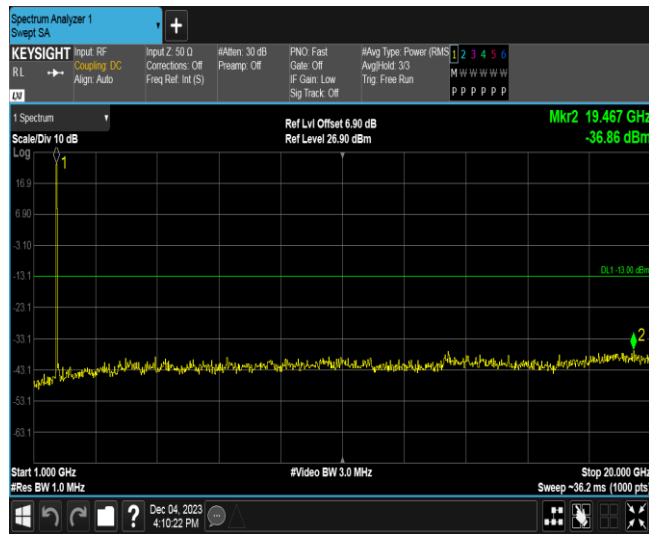 Spectrum Analyzer 1
Swept SA
+
KEYSIGHT Input: RF Input Z: 50 Ω #Atten: 30 dB PNO: Fast #Avg Type: Power (RMS 1 2 3 4 5 6
RL Coupling: DC Corrections: Off Preamp: Off Gate: Off Avg|Hold: 3/3 M W W W W W
Align: Auto Freq Ref: Int (S) IF Gain: Low Trig: Free Run
LXI Sig Track: Off P P P P P P
1 Spectrum Ref Lvl Offset 6.90 dB Mkr2 19.467 GHz
Scale/Div 10 dB Ref Level 26.90 dBm -36.86 dBm
Log
1
16.9
6.90
-3.10
-13.1 DL1 -13.00 dBm
-23.1
-33.1 2
-43.1
-53.1
-63.1
Start 1.000 GHz #Video BW 3.0 MHz Stop 20.000 GHz
#Res BW 1.0 MHz Sweep ~36.2 ms (1000 pts
? Dec 04, 2023
4:10:22 PM